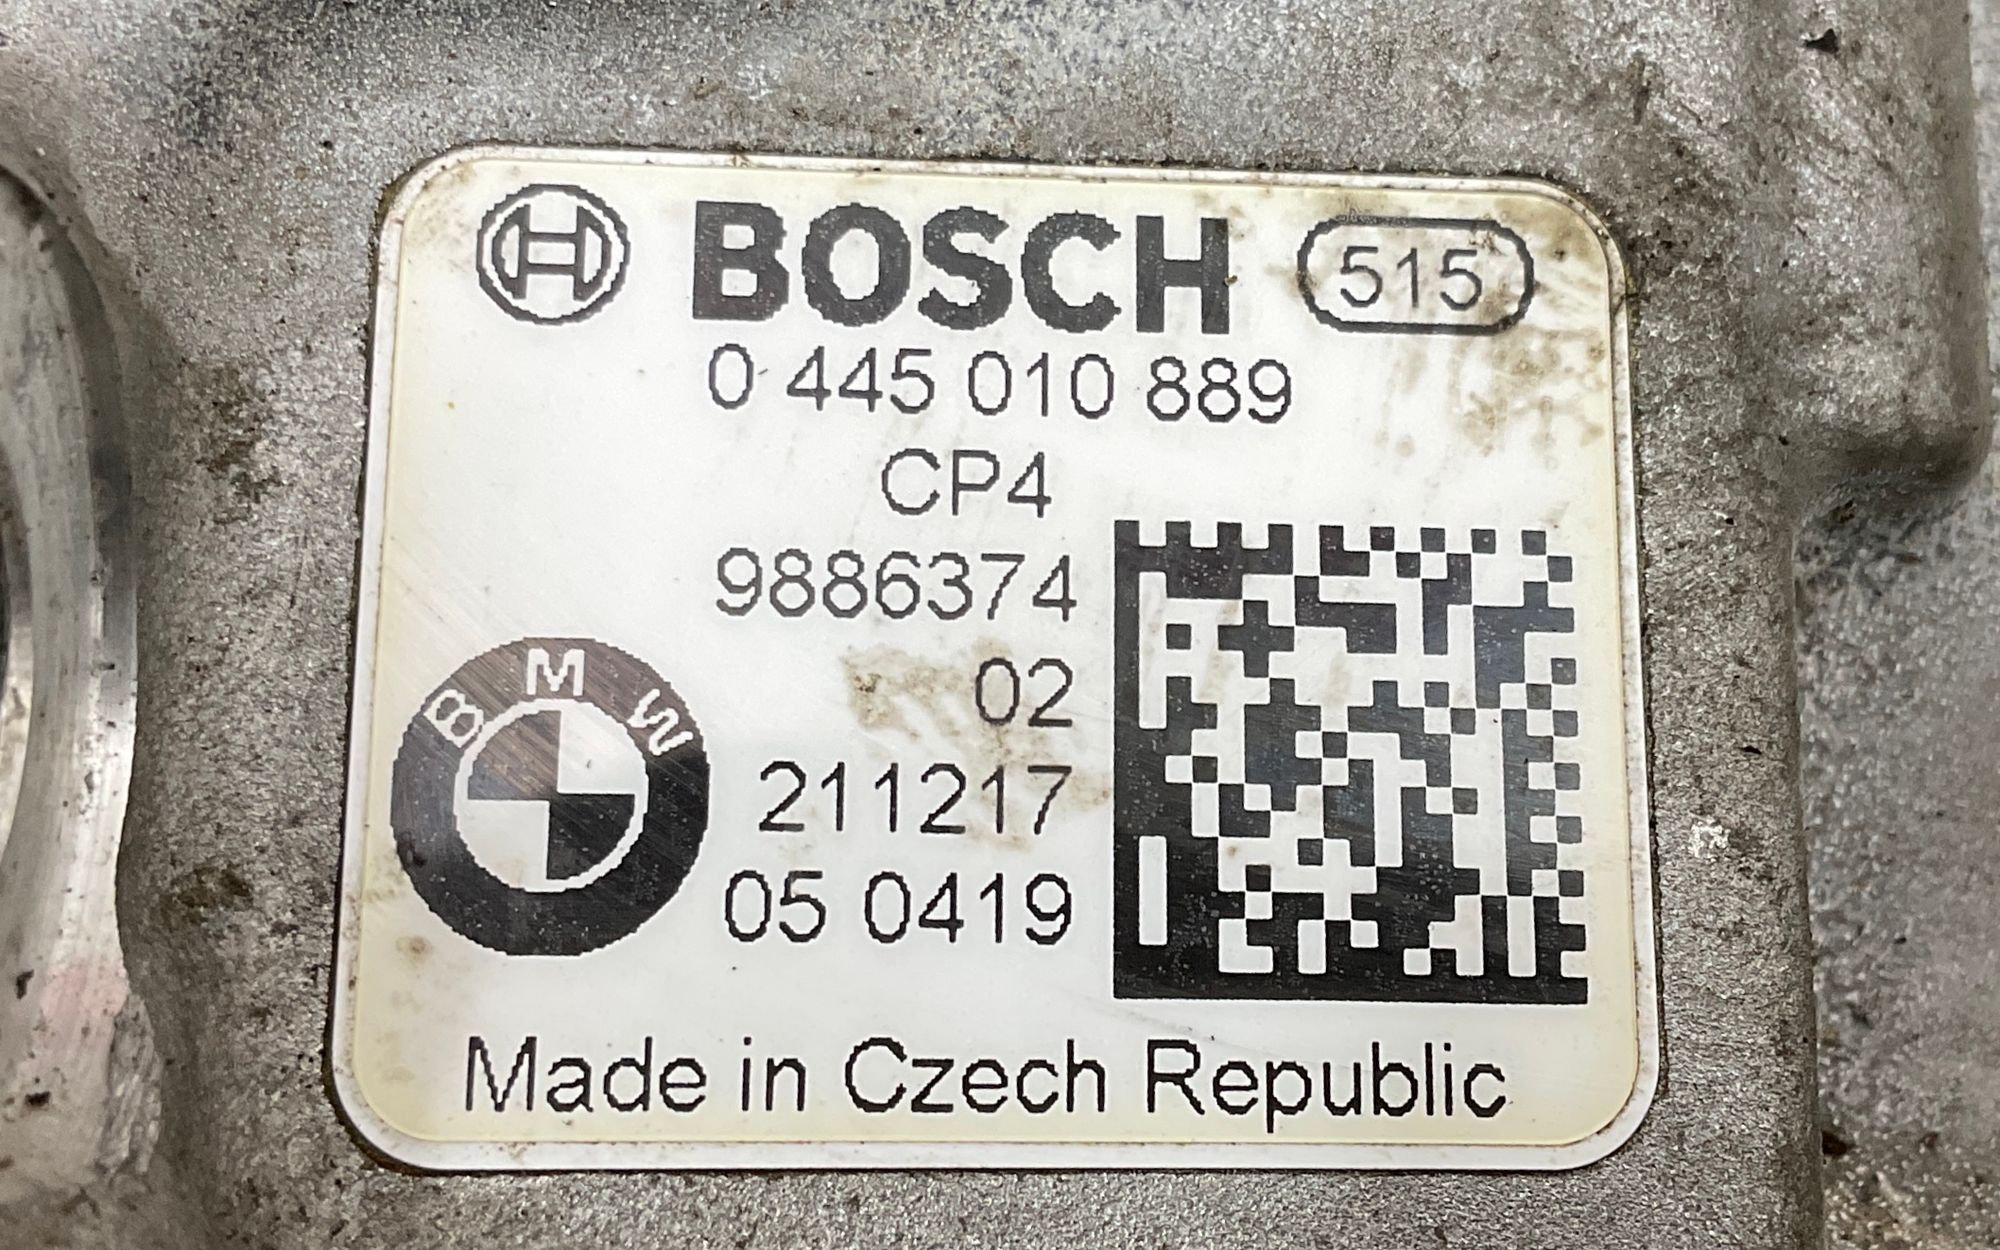 BOSCH 515
0 445 010 889
CP4
9886374
02
BMW
211217
05 0419
Made in Czech Republic